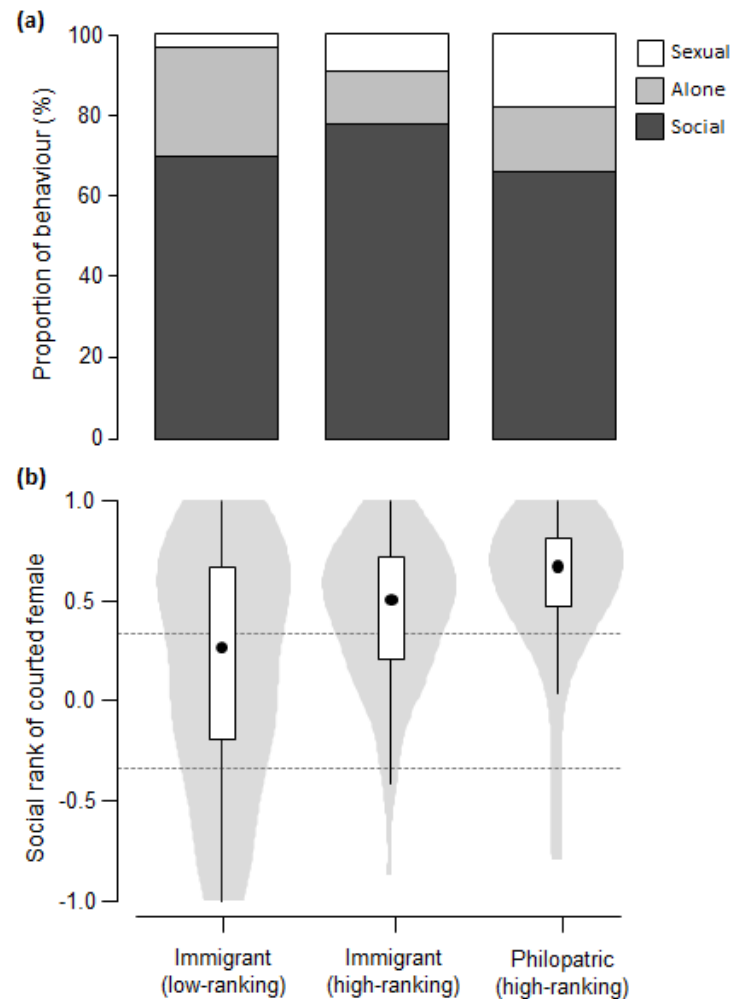 (a)
Proportion of behaviour (%)
100
80
60
40
20
0
Sexual
Alone
Social
(b)
Social rank of courted female
1.0
0.5
0.0
-0.5
-1.0
Immigrant
(low-ranking)
Immigrant
(high-ranking)
Philopatric
(high-ranking)